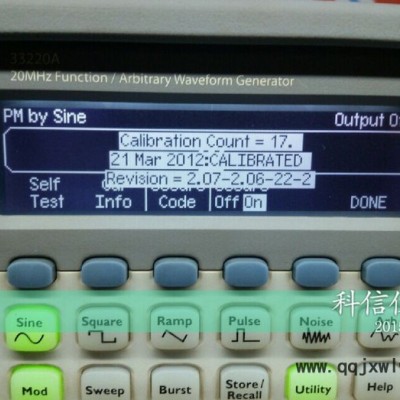 33220A
20MHz Function / Arbitrary Waveform Generator
PM by Sine
Calibration Count = 17.
21 Mar 2012:CALIBRATED
Revision = 2.07-2.06-22-2
Self Test
Info
Code
Off On
DONE
科信
Sine Square Ramp Pulse Noise
www.qqjxwl
Mod Sweep Burst Store/ Recall Utility Help